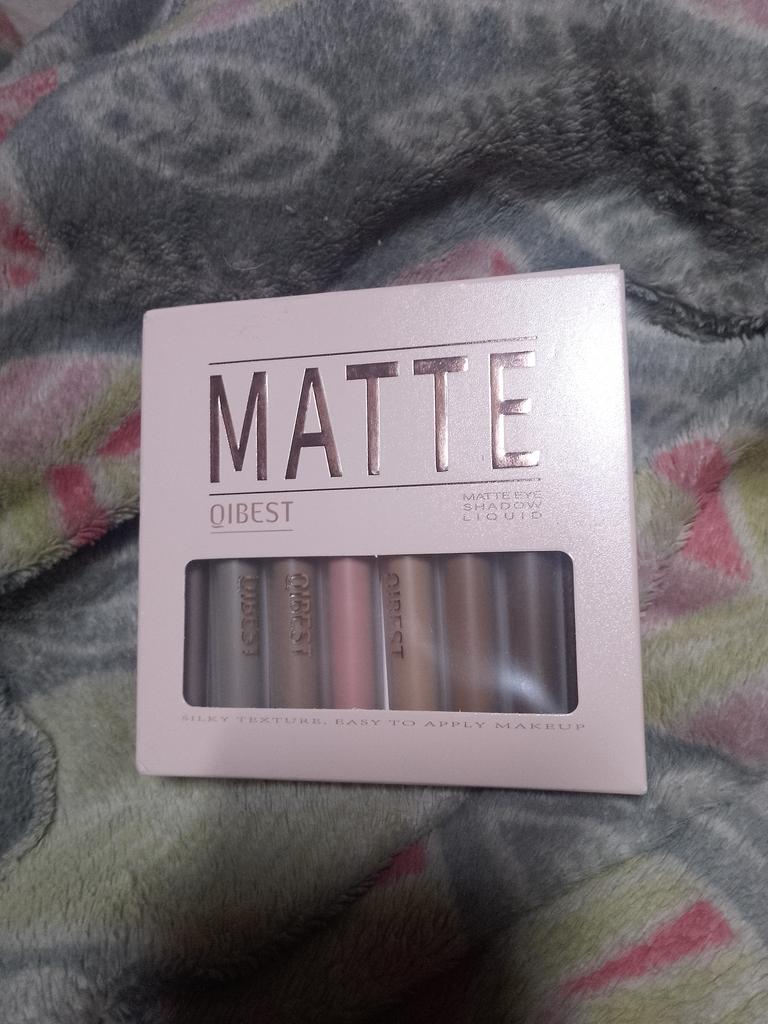 MATTE
QIBEST
MATTE EYE
SHADOW
LIQUID
QIBEST
QIBEST
QIBEST
SILKY TEXTURE, EASY TO APPLY MAKEUP